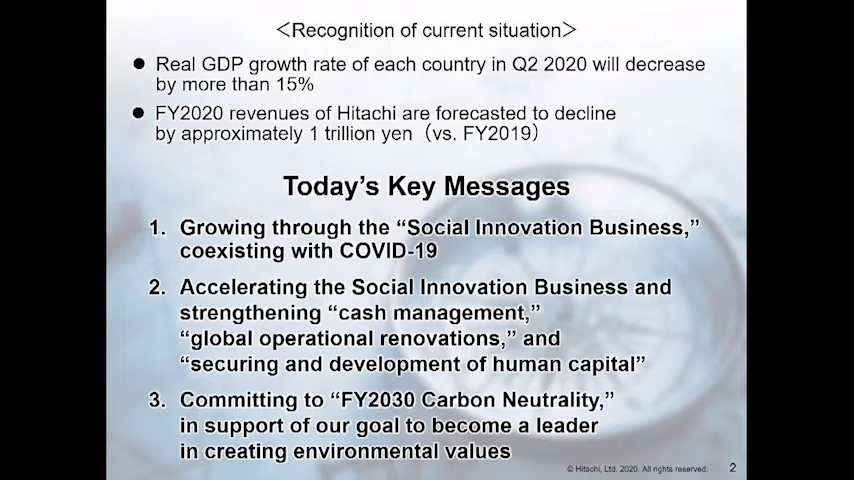 <Recognition of current situation>
● Real GDP growth rate of each country in Q2 2020 will decrease
by more than 15%
● FY2020 revenues of Hitachi are forecasted to decline
by approximately 1 trillion yen（vs. FY2019）
Today’s Key Messages
1. Growing through the “Social Innovation Business,”
coexisting with COVID-19
2. Accelerating the Social Innovation Business and
strengthening “cash management,”
“global operational renovations,” and
“securing and development of human capital”
3. Committing to “FY2030 Carbon Neutrality,”
in support of our goal to become a leader
in creating environmental values
© Hitachi, Ltd. 2020. All rights reserved. 2